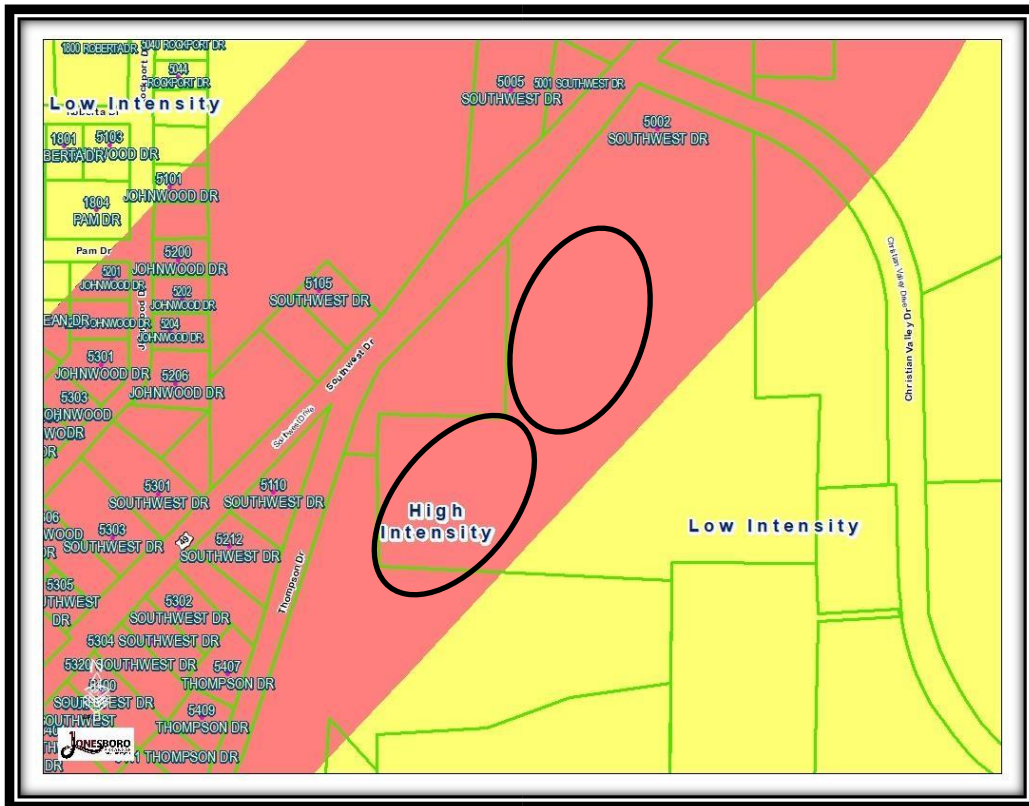 1800 ROBERTA DR
5040 ROCKPORT DR
5044
ROCKPORT DR
Low Intensity
1801
5103
JOHNWOOD DR
5101
JOHNWOOD DR
1804
PAM DR
Pam Dr
5200
JOHNWOOD DR
5201
JOHNWOOD DR
5202
JOHNWOOD DR
5204
JOHNWOOD DR
5301
JOHNWOOD DR
5206
JOHNWOOD DR
5303
5005
SOUTHWEST DR
5001 SOUTHWEST DR
5002
SOUTHWEST DR
5105
SOUTHWEST DR
Southwest Dr
Christian Valley Dr
5301
SOUTHWEST DR
5110
SOUTHWEST DR
5303
SOUTHWEST DR
49
5212
SOUTHWEST DR
High
Intensity
Low Intensity
Thompson Dr
5305
5302
SOUTHWEST DR
5304 SOUTHWEST DR
5320 SOUTHWEST DR
5407
THOMPSON DR
SOUTHWEST DR
5409
THOMPSON DR
THOMPSON DR
JONESBORO